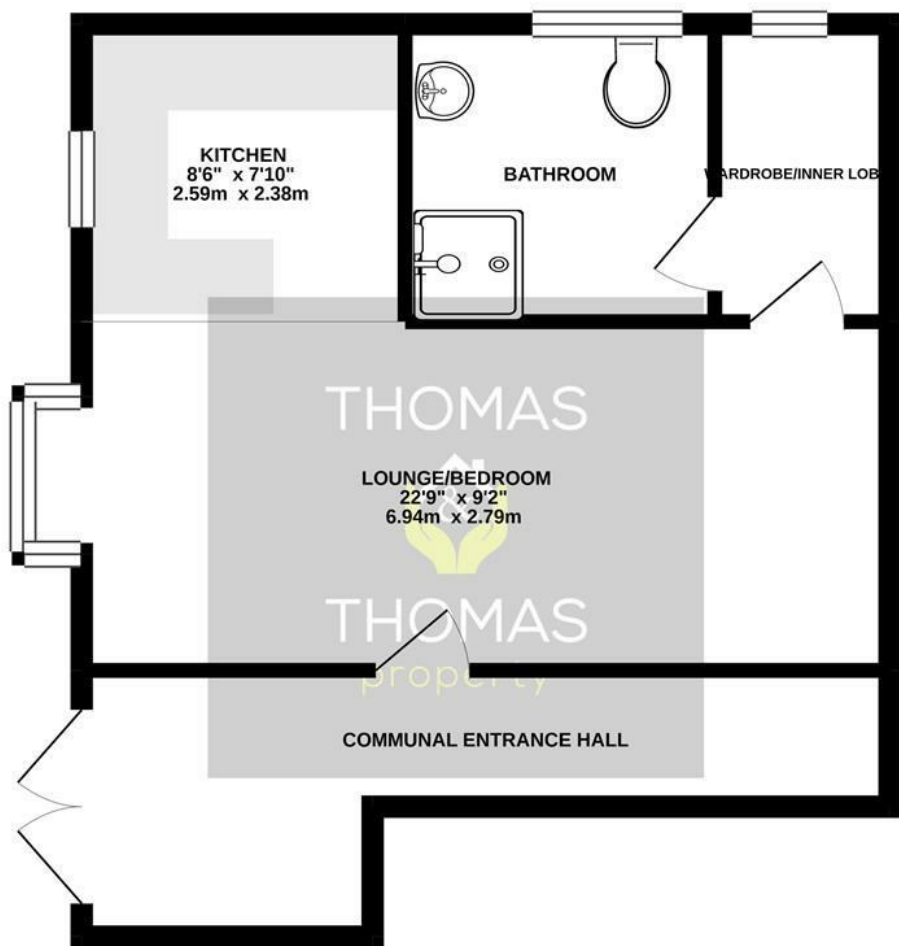 KITCHEN
8'6" x 7'10"
2.59m x 2.38m
BATHROOM
WARDROBE/INNER LOB
THOMAS
&
LOUNGE/BEDROOM
22'9" x 9'2"
6.94m x 2.79m
THOMAS
property
COMMUNAL ENTRANCE HALL